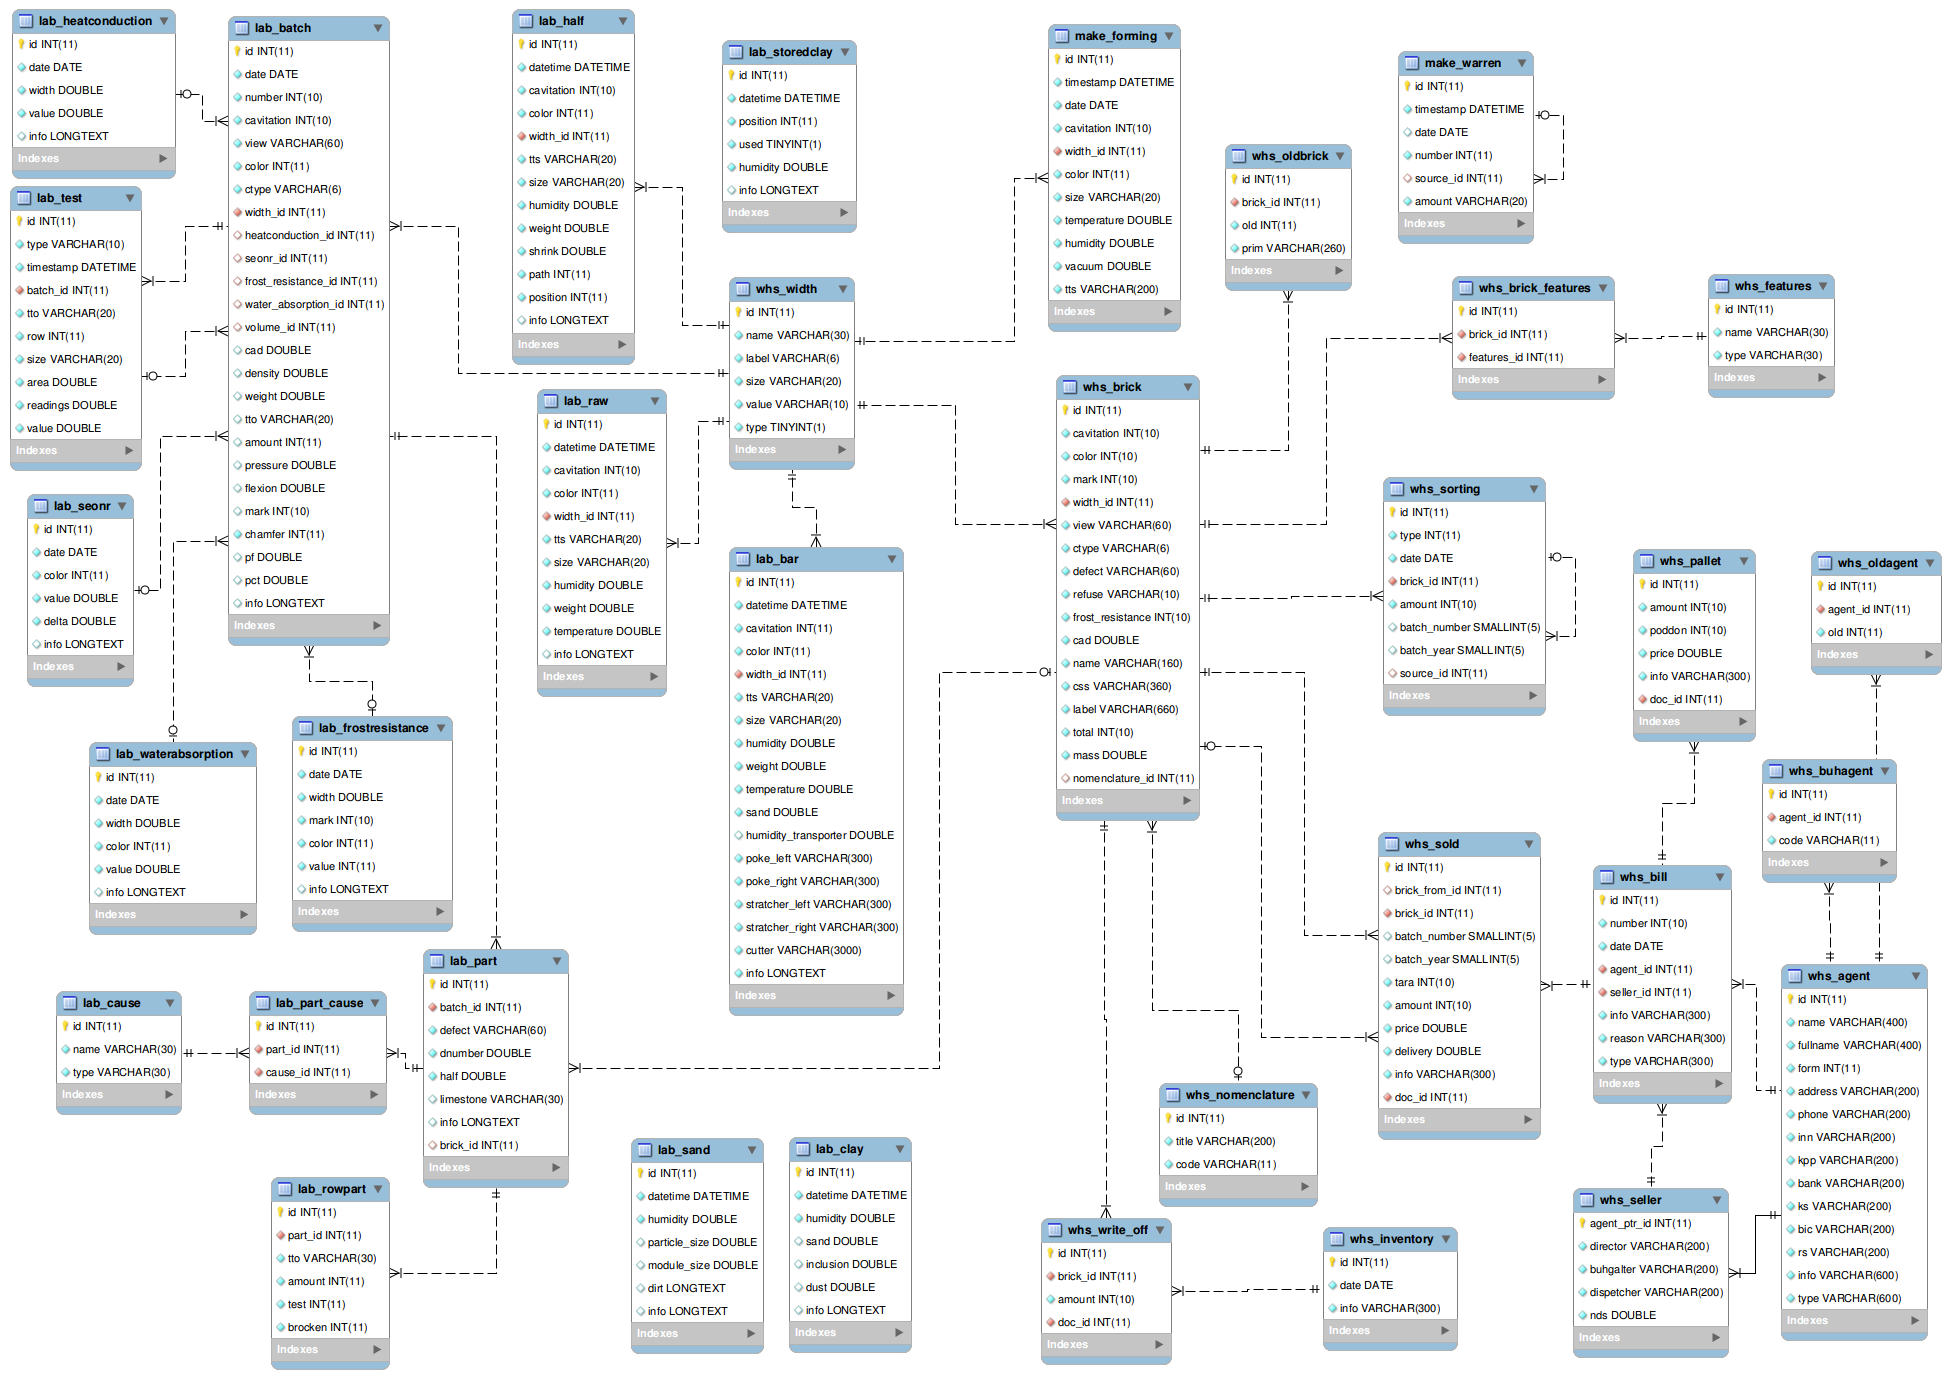 lab_heatconduction
id INT(11)
date DATE
width DOUBLE
value DOUBLE
info LONGTEXT
Indexes
lab_test
id INT(11)
type VARCHAR(10)
timestamp DATETIME
batch_id INT(11)
tto VARCHAR(20)
row INT(11)
size VARCHAR(20)
area DOUBLE
readings DOUBLE
value DOUBLE
Indexes
lab_seonr
id INT(11)
date DATE
color INT(11)
value DOUBLE
delta DOUBLE
info LONGTEXT
Indexes
lab_batch
id INT(11)
date DATE
number INT(10)
cavitation INT(10)
view VARCHAR(60)
color INT(11)
ctype VARCHAR(6)
width_id INT(11)
heatconduction_id INT(11)
seonr_id INT(11)
frost_resistance_id INT(11)
water_absorption_id INT(11)
volume_id INT(11)
cad DOUBLE
density DOUBLE
weight DOUBLE
tto VARCHAR(20)
amount INT(11)
pressure DOUBLE
flexion DOUBLE
mark INT(10)
chamfer INT(11)
pf DOUBLE
pct DOUBLE
info LONGTEXT
Indexes
lab_waterabsorption
id INT(11)
date DATE
width DOUBLE
color INT(11)
value DOUBLE
info LONGTEXT
Indexes
lab_frostresistance
id INT(11)
date DATE
width DOUBLE
mark INT(10)
color INT(11)
value INT(11)
info LONGTEXT
Indexes
lab_cause
id INT(11)
name VARCHAR(30)
type VARCHAR(30)
Indexes
lab_part_cause
id INT(11)
part_id INT(11)
cause_id INT(11)
Indexes
lab_part
id INT(11)
batch_id INT(11)
defect VARCHAR(60)
dnumber DOUBLE
half DOUBLE
limestone VARCHAR(30)
info LONGTEXT
brick_id INT(11)
Indexes
lab_rowpart
id INT(11)
part_id INT(11)
tto VARCHAR(30)
amount INT(11)
test INT(11)
brocken INT(11)
Indexes
lab_half
id INT(11)
datetime DATETIME
cavitation INT(10)
color INT(11)
width_id INT(11)
tts VARCHAR(20)
size VARCHAR(20)
humidity DOUBLE
weight DOUBLE
shrink DOUBLE
path INT(11)
position INT(11)
info LONGTEXT
Indexes
lab_storedclay
id INT(11)
datetime DATETIME
position INT(11)
used TINYINT(1)
humidity DOUBLE
info LONGTEXT
Indexes
whs_width
id INT(11)
name VARCHAR(30)
label VARCHAR(6)
size VARCHAR(20)
value VARCHAR(10)
type TINYINT(1)
Indexes
lab_raw
id INT(11)
datetime DATETIME
cavitation INT(10)
color INT(11)
width_id INT(11)
tts VARCHAR(20)
size VARCHAR(20)
humidity DOUBLE
weight DOUBLE
temperature DOUBLE
info LONGTEXT
Indexes
lab_bar
id INT(11)
datetime DATETIME
cavitation INT(11)
color INT(11)
width_id INT(11)
tts VARCHAR(20)
size VARCHAR(20)
humidity DOUBLE
weight DOUBLE
temperature DOUBLE
sand DOUBLE
humidity_transporter DOUBLE
poke_left VARCHAR(300)
poke_right VARCHAR(300)
stratcher_left VARCHAR(300)
stratcher_right VARCHAR(300)
cutter VARCHAR(3000)
info LONGTEXT
Indexes
lab_sand
id INT(11)
datetime DATETIME
humidity DOUBLE
particle_size DOUBLE
module_size DOUBLE
dirt LONGTEXT
info LONGTEXT
Indexes
lab_clay
id INT(11)
datetime DATETIME
humidity DOUBLE
sand DOUBLE
inclusion DOUBLE
dust DOUBLE
info LONGTEXT
Indexes
make_forming
id INT(11)
timestamp DATETIME
date DATE
cavitation INT(10)
width_id INT(11)
color INT(11)
size VARCHAR(20)
temperature DOUBLE
humidity DOUBLE
vacuum DOUBLE
tts VARCHAR(200)
Indexes
whs_oldbrick
id INT(11)
brick_id INT(11)
old INT(11)
prim VARCHAR(260)
Indexes
make_warren
id INT(11)
timestamp DATETIME
date DATE
number INT(11)
source_id INT(11)
amount VARCHAR(20)
Indexes
whs_brick_features
id INT(11)
brick_id INT(11)
features_id INT(11)
Indexes
whs_features
id INT(11)
name VARCHAR(30)
type VARCHAR(30)
Indexes
whs_brick
id INT(11)
cavitation INT(10)
color INT(10)
mark INT(10)
width_id INT(11)
view VARCHAR(60)
ctype VARCHAR(6)
defect VARCHAR(60)
refuse VARCHAR(10)
frost_resistance INT(10)
cad DOUBLE
name VARCHAR(160)
css VARCHAR(360)
label VARCHAR(660)
total INT(10)
mass DOUBLE
nomenclature_id INT(11)
Indexes
whs_sorting
id INT(11)
type INT(11)
date DATE
brick_id INT(11)
amount INT(10)
batch_number SMALLINT(5)
batch_year SMALLINT(5)
source_id INT(11)
Indexes
whs_pallet
id INT(11)
amount INT(10)
poddon INT(10)
price DOUBLE
info VARCHAR(300)
doc_id INT(11)
Indexes
whs_oldagent
id INT(11)
agent_id INT(11)
old INT(11)
Indexes
whs_buhagent
id INT(11)
agent_id INT(11)
code VARCHAR(11)
Indexes
whs_sold
id INT(11)
brick_from_id INT(11)
brick_id INT(11)
batch_number SMALLINT(5)
batch_year SMALLINT(5)
tara INT(10)
amount INT(10)
price DOUBLE
delivery DOUBLE
info VARCHAR(300)
doc_id INT(11)
Indexes
whs_bill
id INT(11)
number INT(10)
date DATE
agent_id INT(11)
seller_id INT(11)
info VARCHAR(300)
reason VARCHAR(300)
type VARCHAR(300)
Indexes
whs_agent
id INT(11)
name VARCHAR(400)
fullname VARCHAR(400)
form INT(11)
address VARCHAR(200)
phone VARCHAR(200)
inn VARCHAR(200)
kpp VARCHAR(200)
bank VARCHAR(200)
ks VARCHAR(200)
bic VARCHAR(200)
rs VARCHAR(200)
info VARCHAR(600)
type VARCHAR(600)
Indexes
whs_nomenclature
id INT(11)
title VARCHAR(200)
code VARCHAR(11)
Indexes
whs_seller
agent_ptr_id INT(11)
director VARCHAR(200)
buhgalter VARCHAR(200)
dispetcher VARCHAR(200)
nds DOUBLE
Indexes
whs_write_off
id INT(11)
brick_id INT(11)
amount INT(10)
doc_id INT(11)
Indexes
whs_inventory
id INT(11)
date DATE
info VARCHAR(300)
Indexes